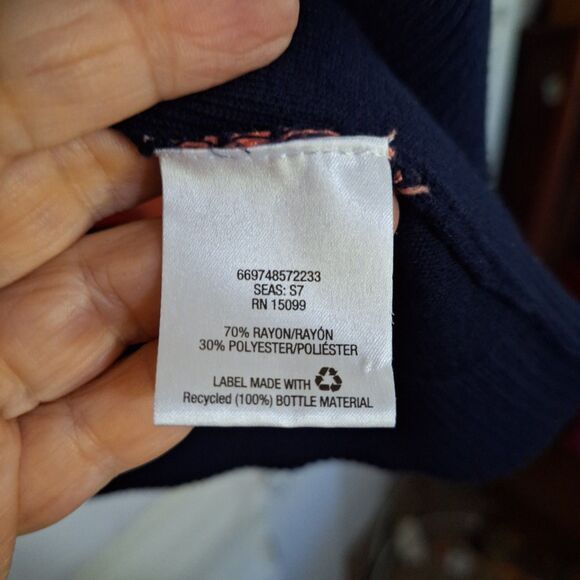 669748572233
SEAS: S7
RN 15099
70% RAYON/RAYÓN
30% POLYESTER/POLIÉSTER
LABEL MADE WITH
Recycled (100%) BOTTLE MATERIAL